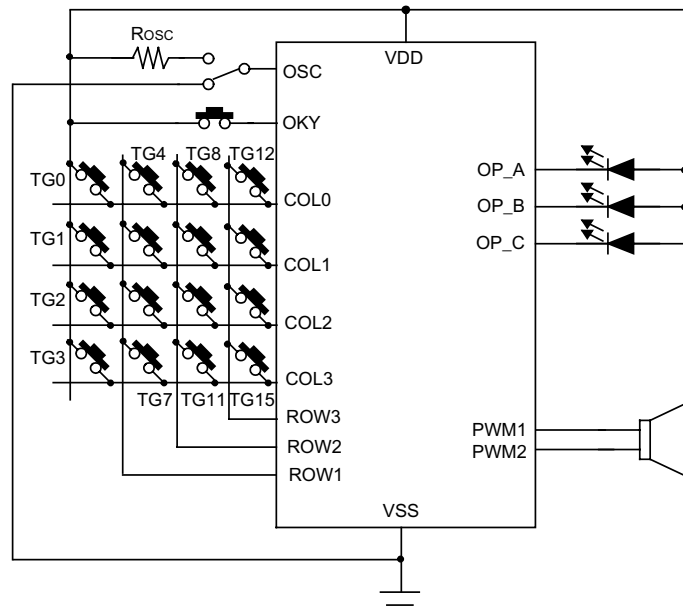 ROSC
OSC
VDD
OKY
TG4
TG8
TG12
TG0
COL0
OP_A
OP_B
OP_C
TG1
COL1
TG2
COL2
TG3
COL3
TG7
TG11
TG15
ROW3
ROW2
ROW1
PWM1
PWM2
VSS